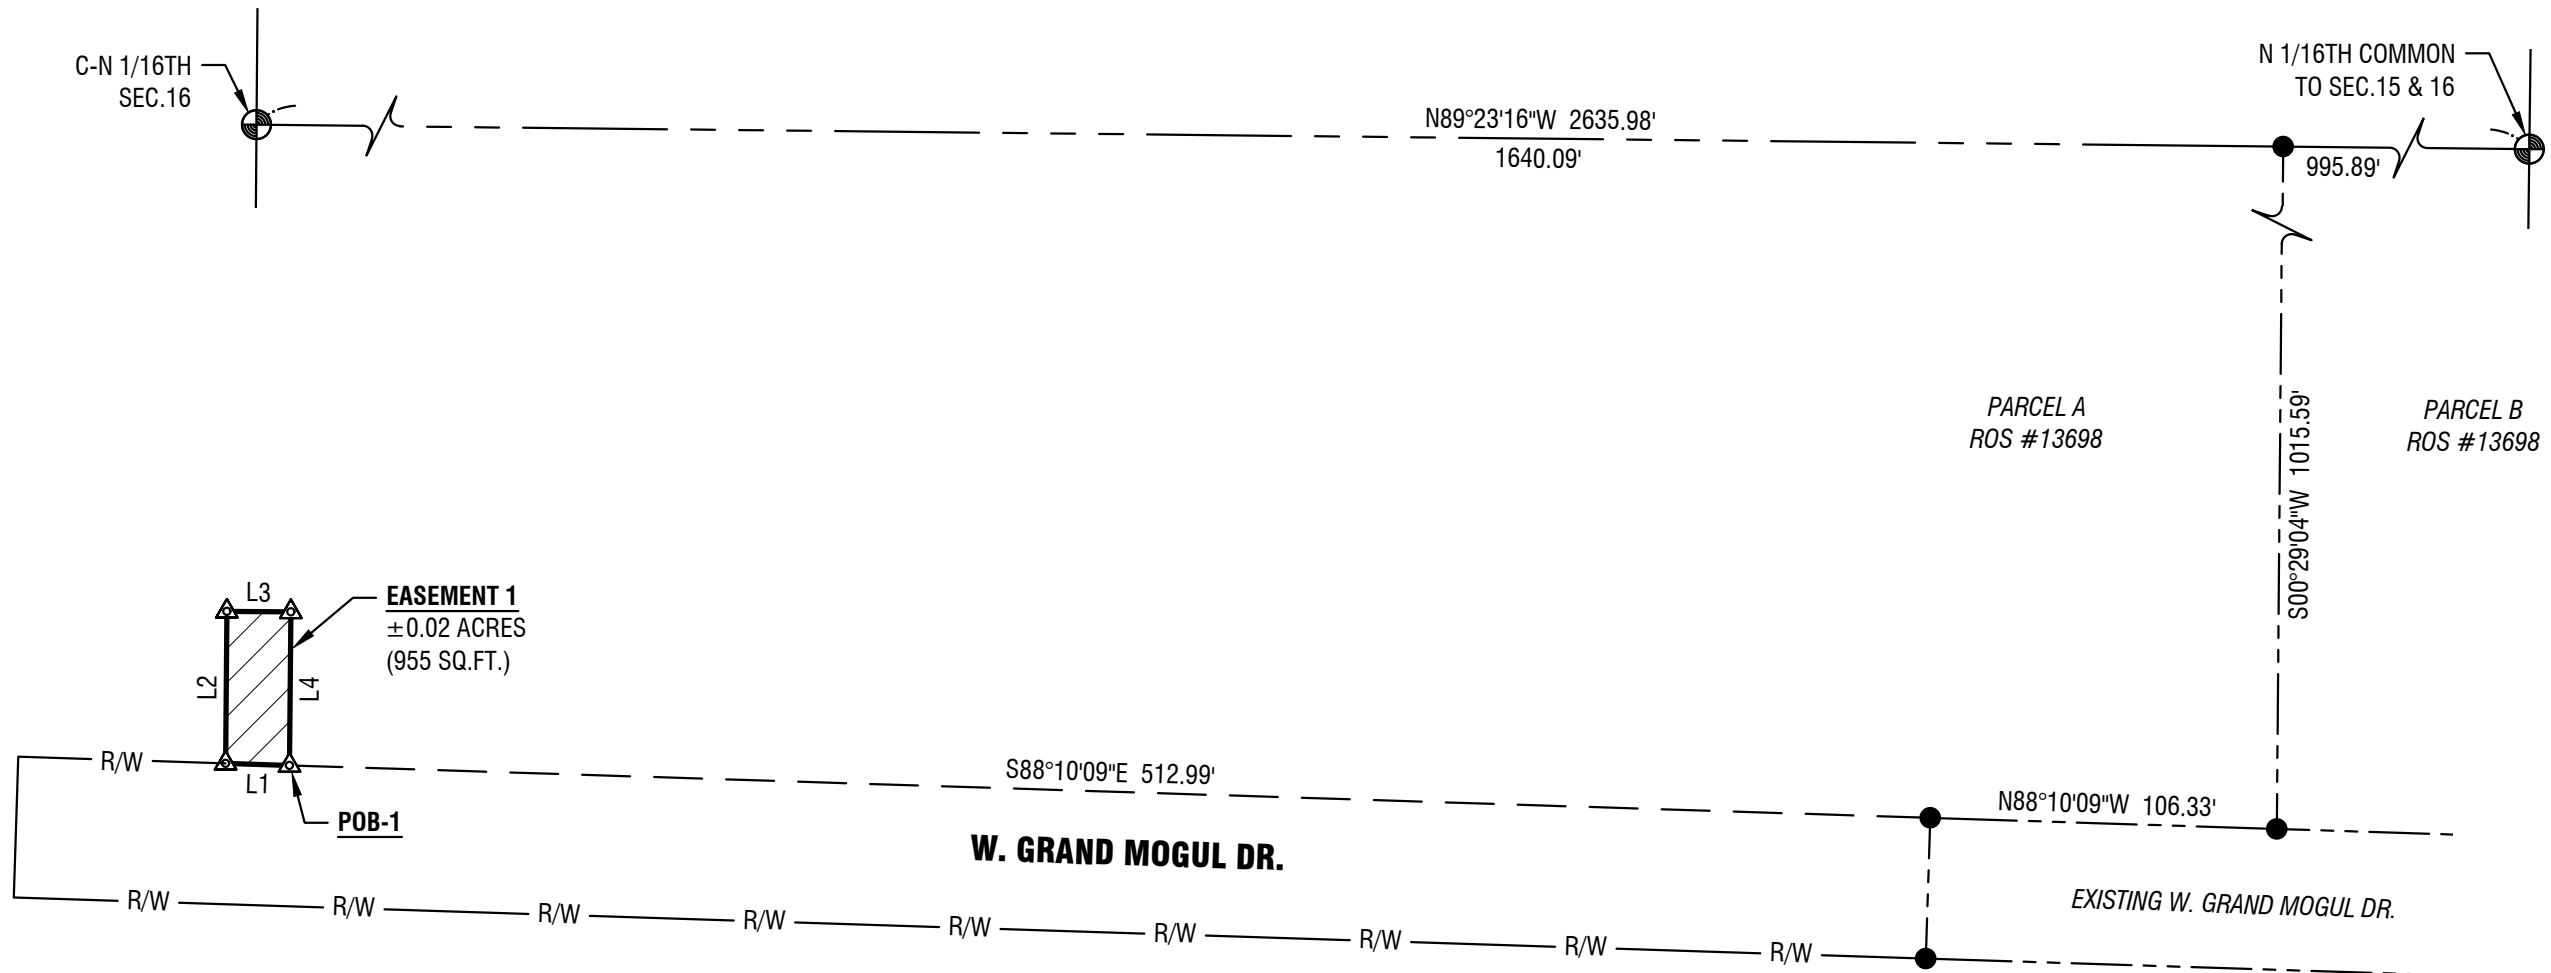 C-N 1/16TH
SEC.16
N 1/16TH COMMON
TO SEC.15 & 16
N89°23'16"W 2635.98'
1640.09'
995.89'
PARCEL A
ROS #13698
S00°29'04"W 1015.59'
PARCEL B
ROS #13698
L3
EASEMENT 1
±0.02 ACRES
(955 SQ.FT.)
L2
L4
R/W
L1
POB-1
S88°10'09"E 512.99'
N88°10'09"W 106.33'
W. GRAND MOGUL DR.
EXISTING W. GRAND MOGUL DR.
R/W
R/W
R/W
R/W
R/W
R/W
R/W
R/W
R/W